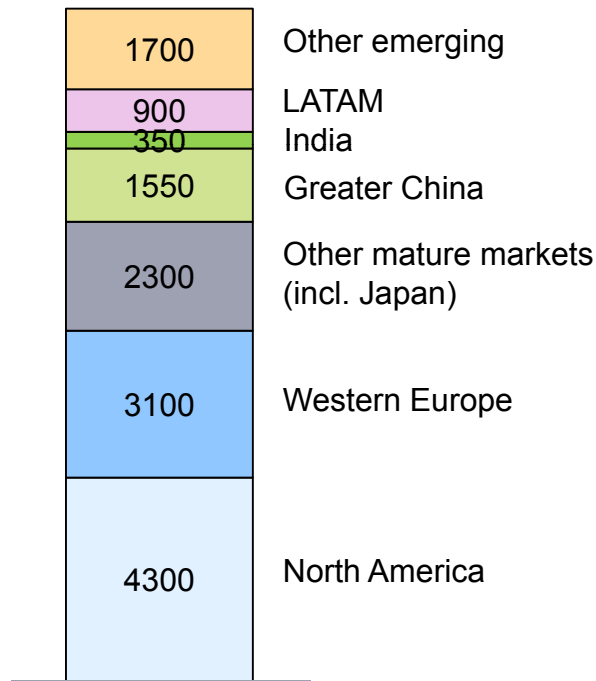 1700 Other emerging
900 LATAM
350 India
1550 Greater China
2300 Other mature markets
(incl. Japan)
3100 Western Europe
4300 North America